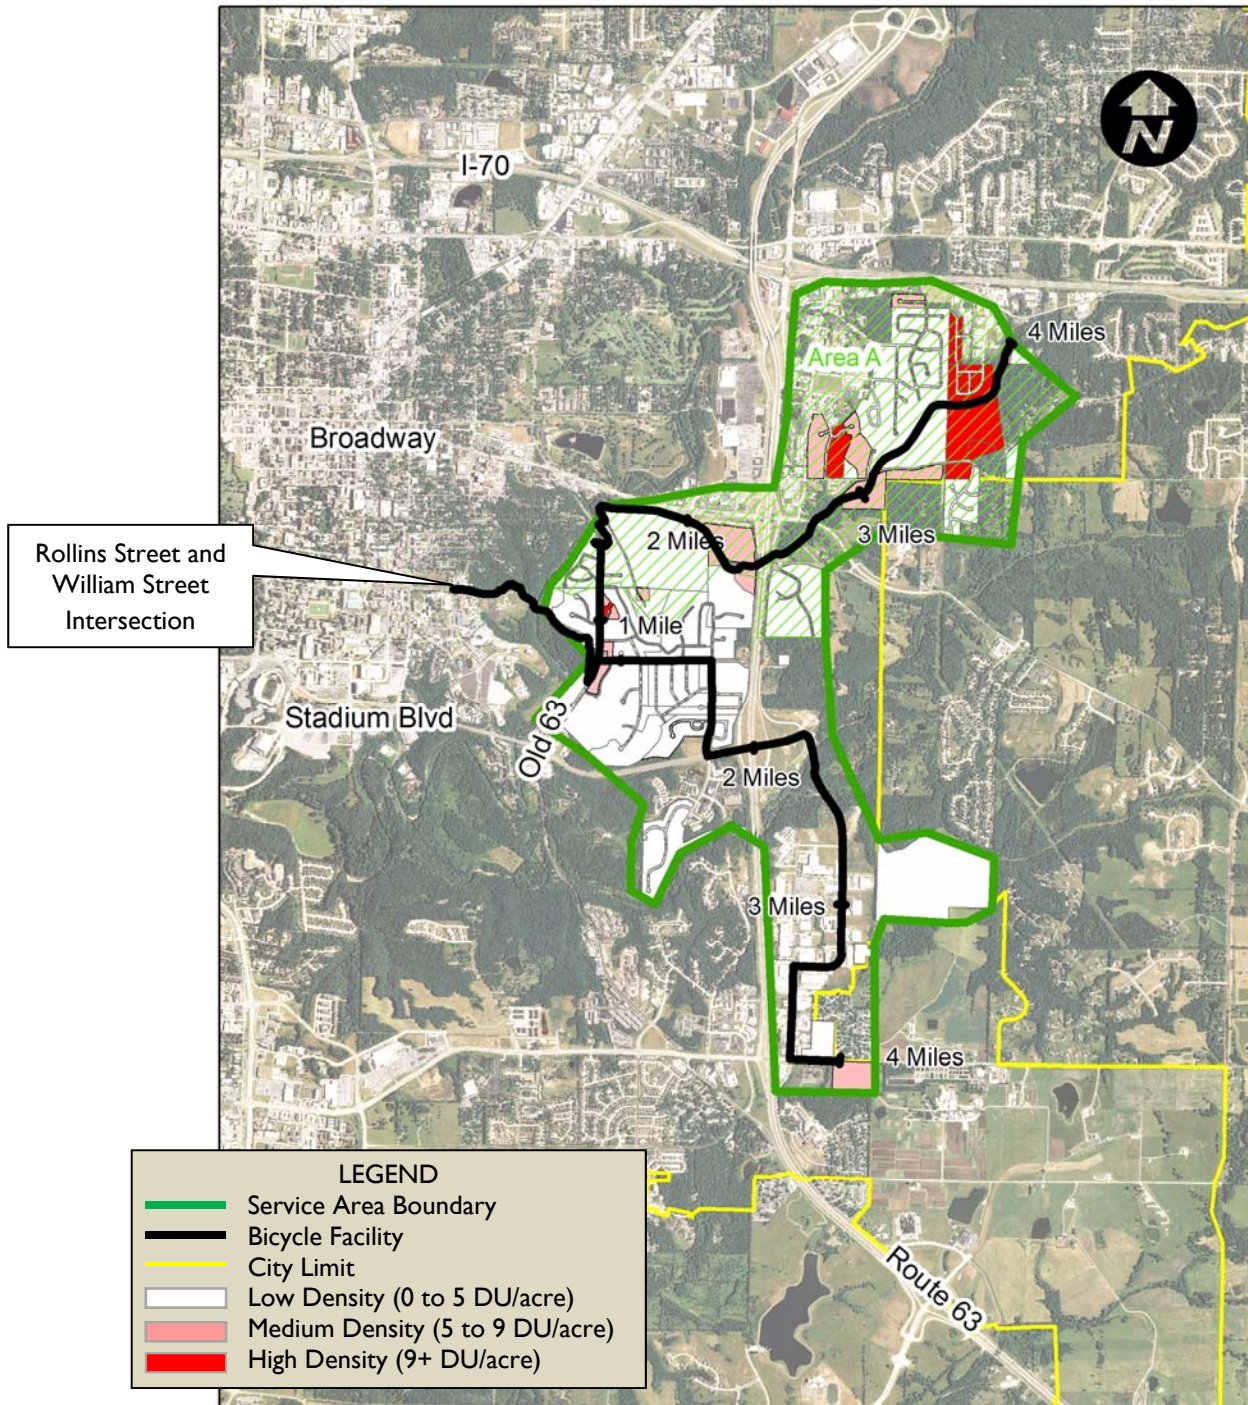 N
I-70
4 Miles
Area A
Broadway
Rollins Street and
William Street
Intersection
2 Miles
3 Miles
1 Mile
Stadium Blvd
Old 63
2 Miles
3 Miles
4 Miles
Route 63
LEGEND
Service Area Boundary
Bicycle Facility
City Limit
Low Density (0 to 5 DU/acre)
Medium Density (5 to 9 DU/acre)
High Density (9+ DU/acre)